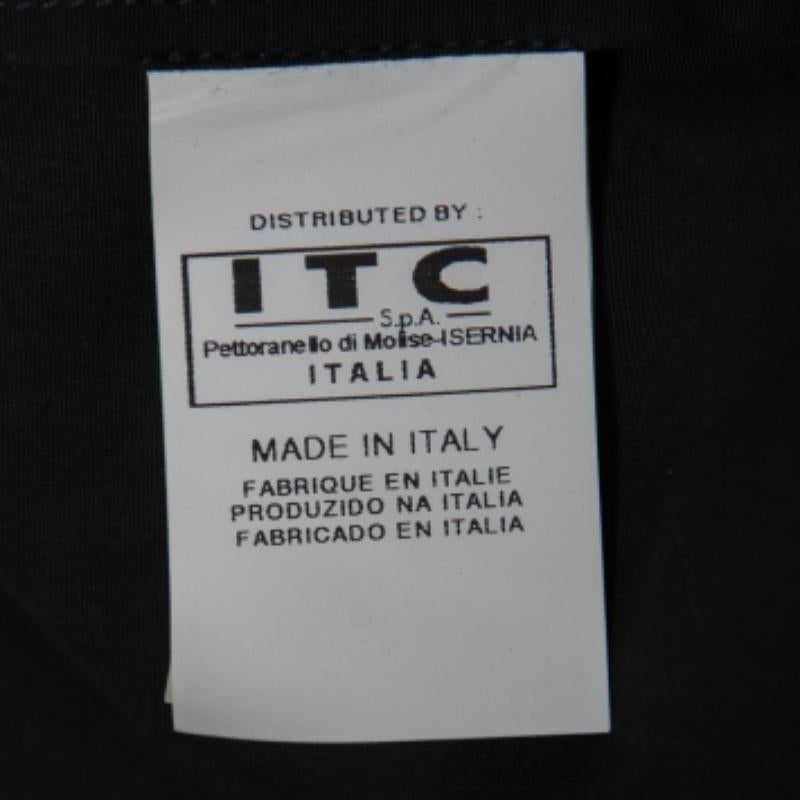 DISTRIBUTED BY :
ITC
S.p.A.
Pettoranello di Molise-ISERNIA
ITALIA
MADE IN ITALY
FABRIQUE EN ITALIE
PRODUZIDO NA ITALIA
FABRICADO EN ITALIA